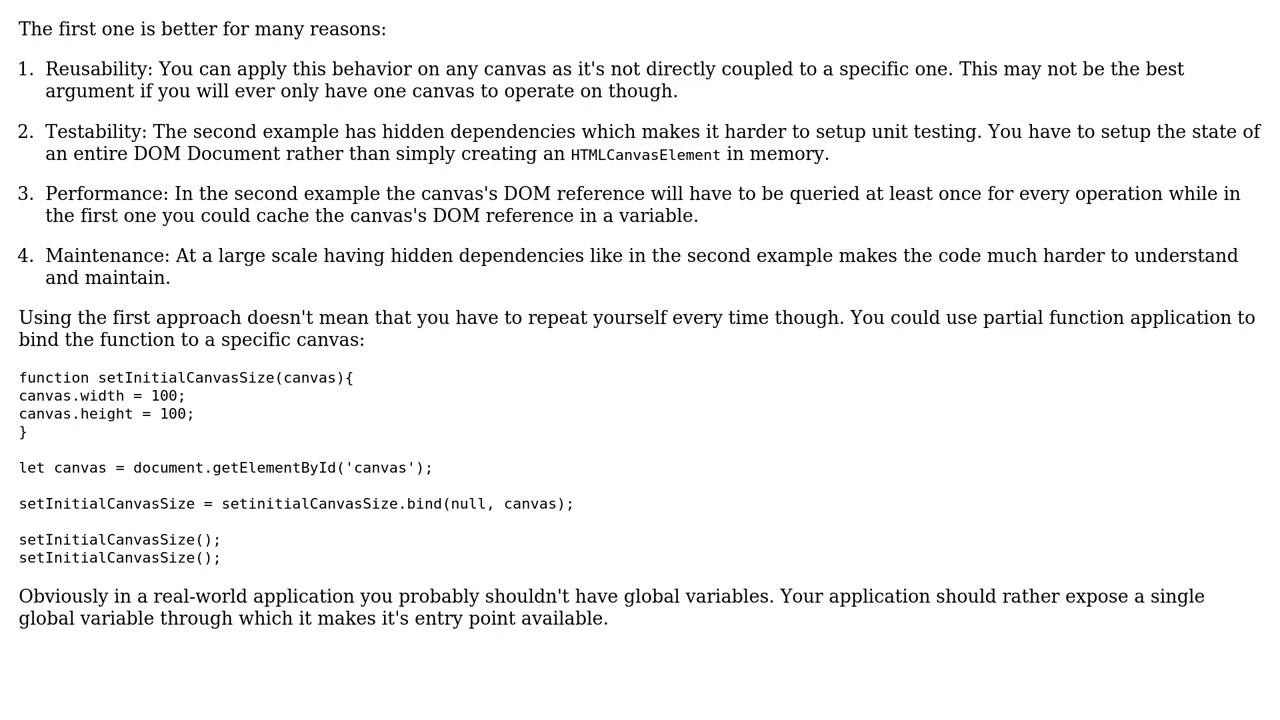 The first one is better for many reasons:
1. Reusability: You can apply this behavior on any canvas as it's not directly coupled to a specific one. This may not be the best
argument if you will ever only have one canvas to operate on though.
2. Testability: The second example has hidden dependencies which makes it harder to setup unit testing. You have to setup the state of
an entire DOM Document rather than simply creating an HTMLCanvasElement in memory.
3. Performance: In the second example the canvas's DOM reference will have to be queried at least once for every operation while in
the first one you could cache the canvas's DOM reference in a variable.
4. Maintenance: At a large scale having hidden dependencies like in the second example makes the code much harder to understand
and maintain.
Using the first approach doesn't mean that you have to repeat yourself every time though. You could use partial function application to
bind the function to a specific canvas:
function setInitialCanvasSize(canvas){
canvas.width = 100;
canvas.height = 100;
}
let canvas = document.getElementById('canvas');
setInitialCanvasSize = setinitialCanvasSize.bind(null, canvas);
setInitialCanvasSize();
setInitialCanvasSize();
Obviously in a real-world application you probably shouldn't have global variables. Your application should rather expose a single
global variable through which it makes it's entry point available.